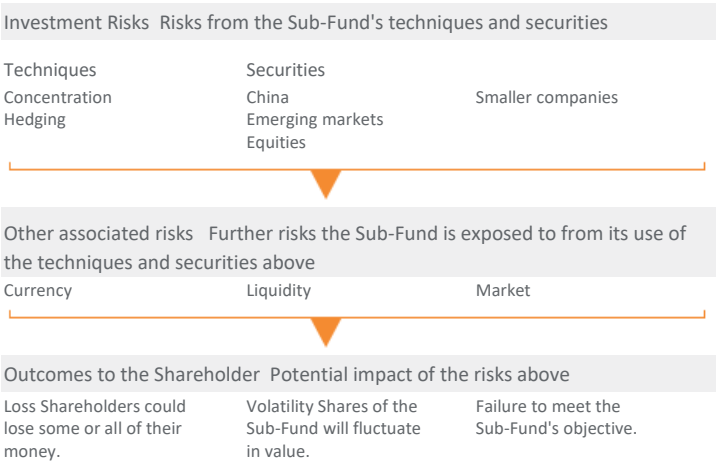 Investment Risks Risks from the Sub-Fund's techniques and securities
Techniques
Securities
Concentration
China
Smaller companies
Hedging
Emerging markets
Equities
Other associated risks Further risks the Sub-Fund is exposed to from its use of
the techniques and securities above
Currency
Liquidity
Market
Outcomes to the Shareholder Potential impact of the risks above
Loss Shareholders could
lose some or all of their
money.
Volatility Shares of the
Sub-Fund will fluctuate
in value.
Failure to meet the
Sub-Fund's objective.